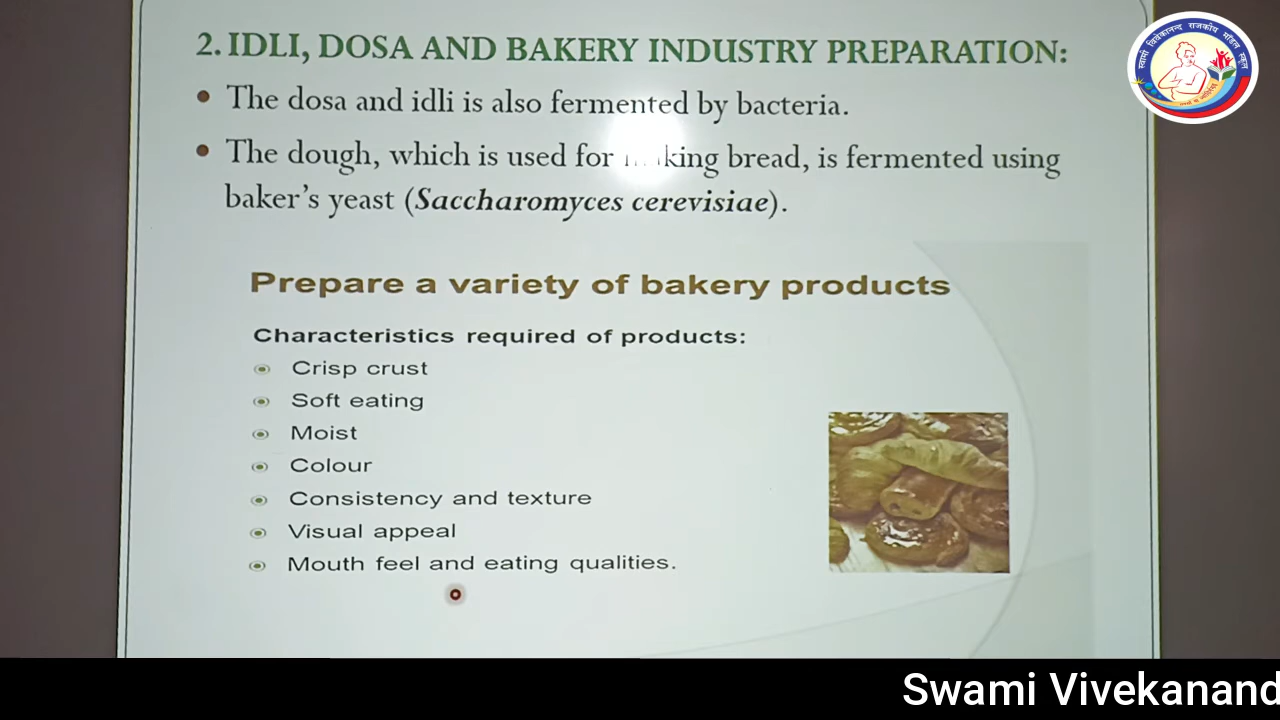 2. IDLI, DOSA AND BAKERY INDUSTRY PREPARATION:
The dosa and idli is also fermented by bacteria.
The dough, which is used for bread, is fermented using
baker's yeast (Saccharomyces cerevisiae).
Prepare a variety of bakery products
Characteristics required of products:
Crisp crust
Soft eating
Moist
Colour
Consistency and texture
Visual appeal
Mouth feel and eating qualities.
स्वामी विवेकानन्द राजकीय मॉडल स्कूल
Swami Vivekanand